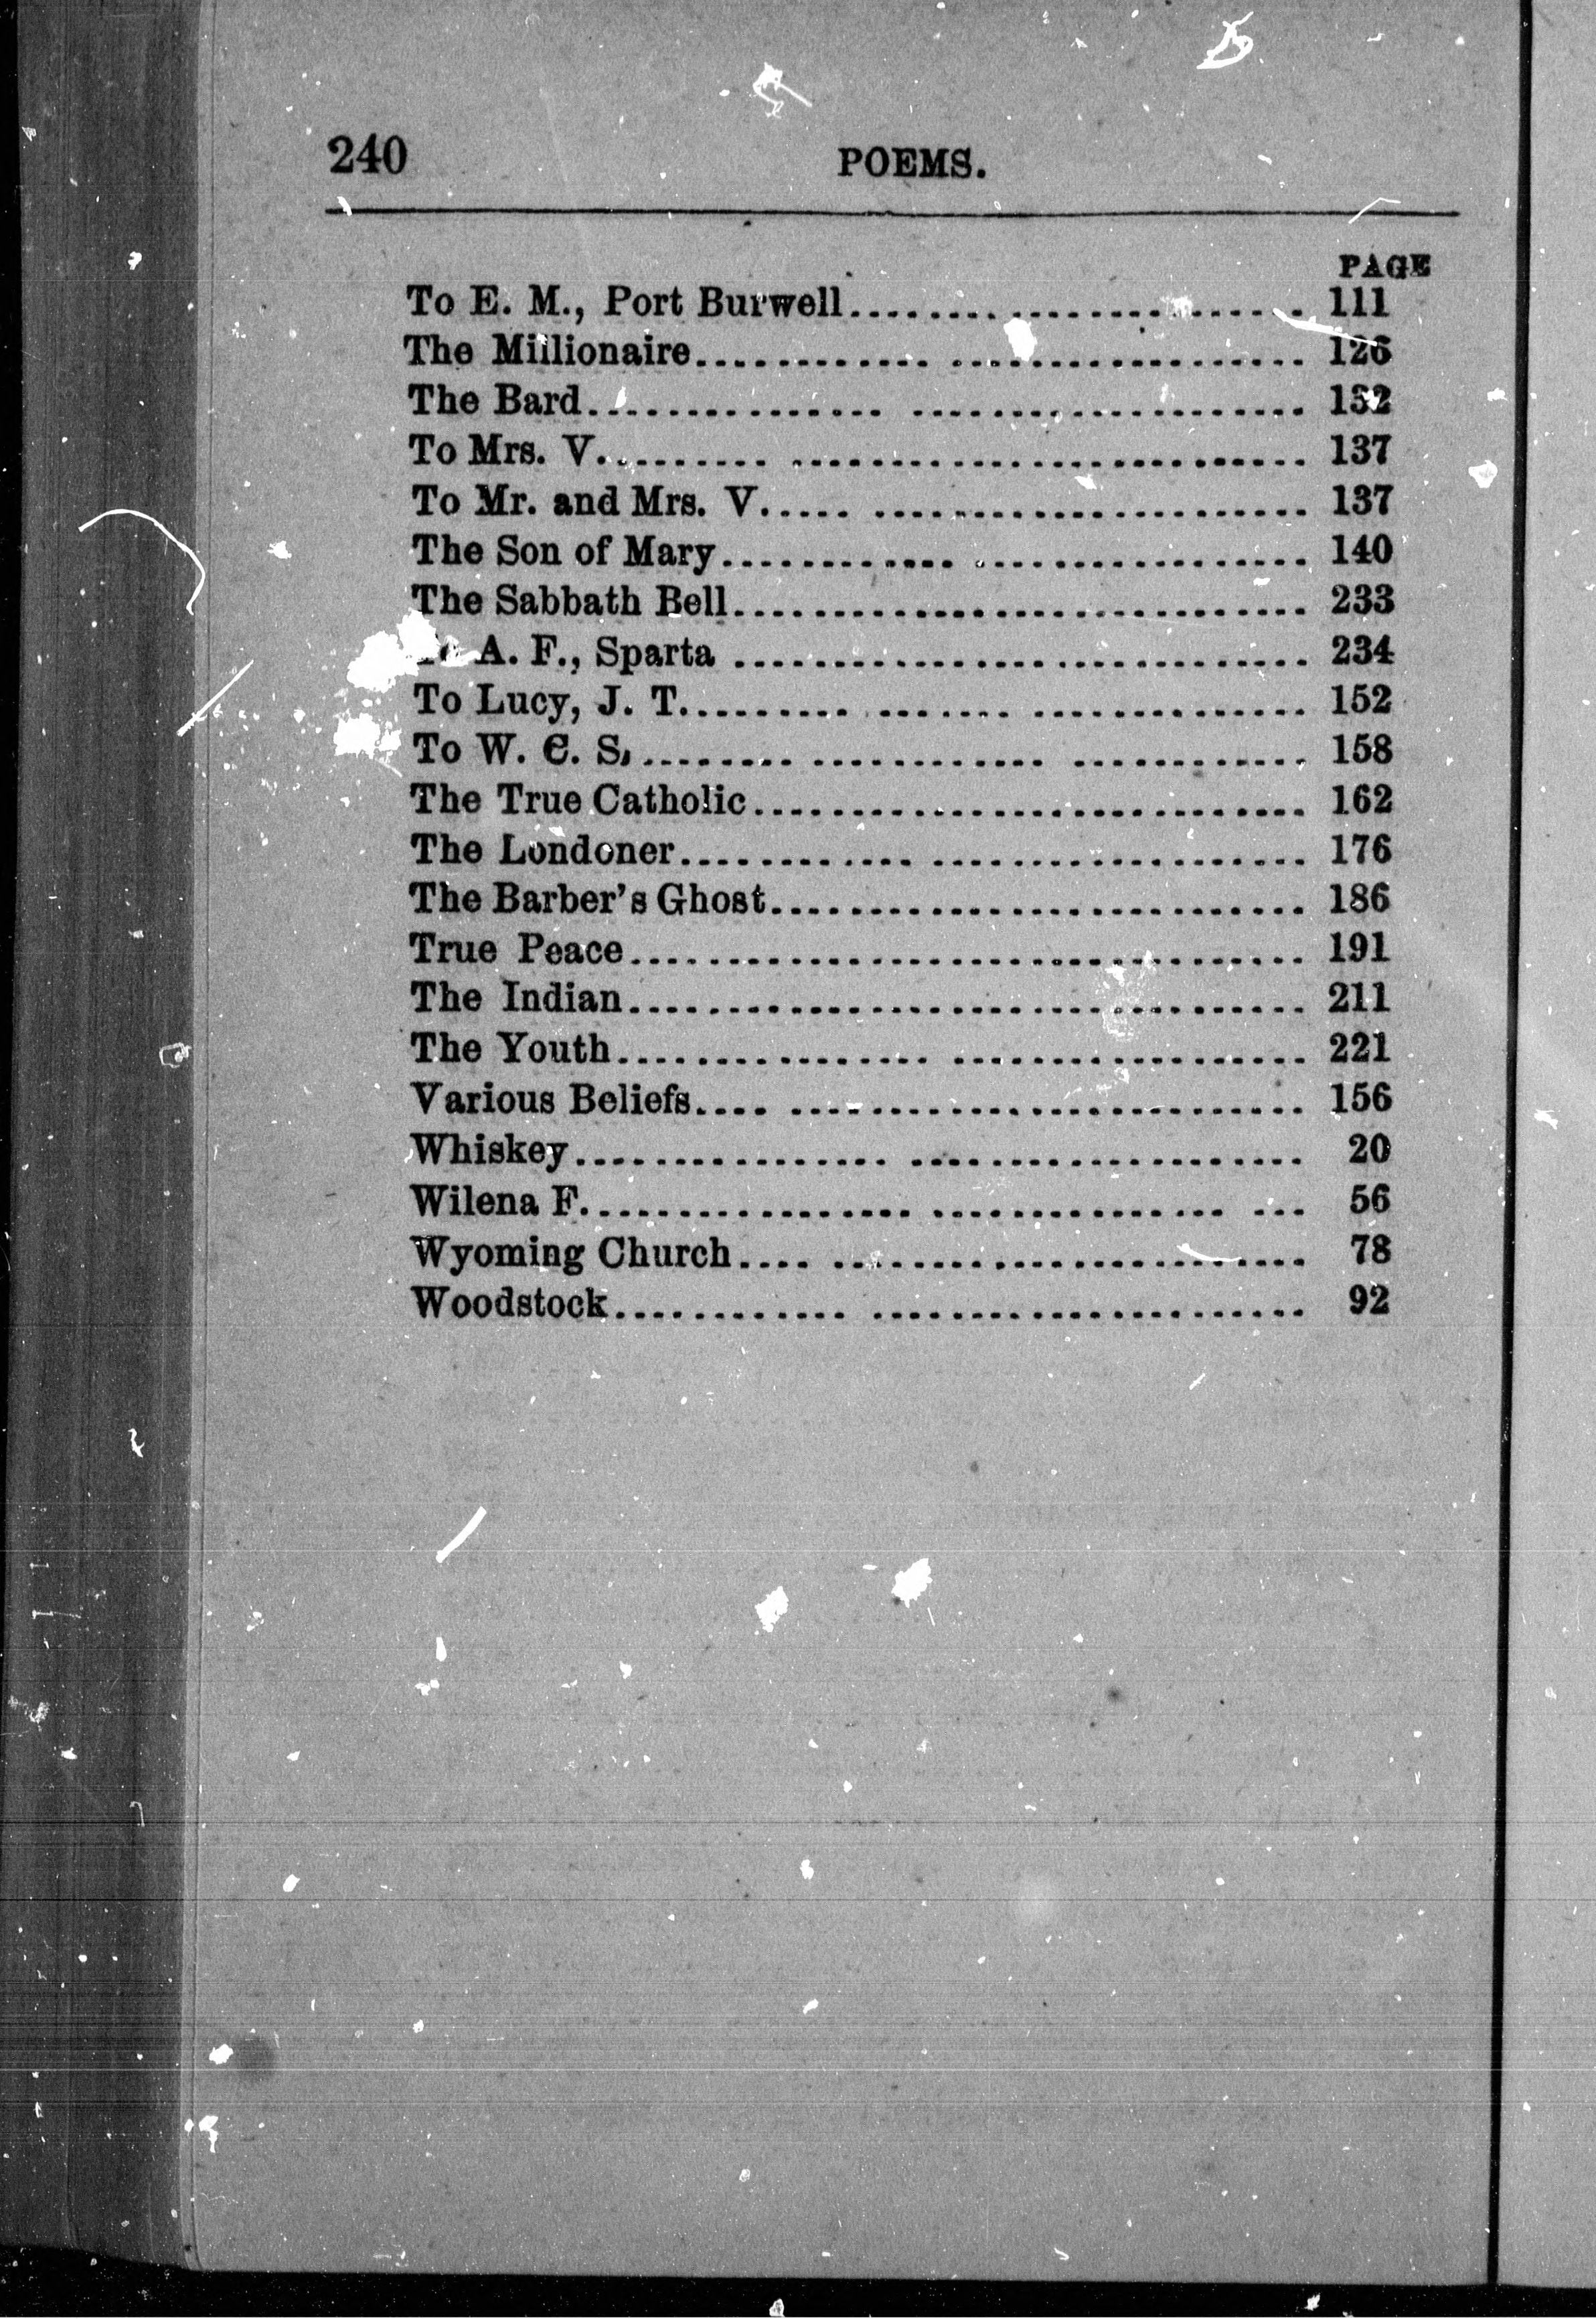 240 POEMS.
PAGE
To E. M., Port Burwell........................ 111
The Millionaire.............................. 126
The Bard.................................. 132
To Mrs. V.................................. 137
To Mr. and Mrs. V........................... 137
The Son of Mary............................. 140
The Sabbath Bell............................. 233
To A. F., Sparta ............................. 234
To Lucy, J. T............................... 152
To W. C. S................................. 158
The True Catholic............................ 162
The Londoner............................... 176
The Barber's Ghost........................... 186
True Peace.................................. 191
The Indian.................................. 211
The Youth.................................. 221
Various Beliefs.............................. 156
Whiskey................................... 20
Wilena F................................... 56
Wyoming Church............................ 78
Woodstock................................. 92